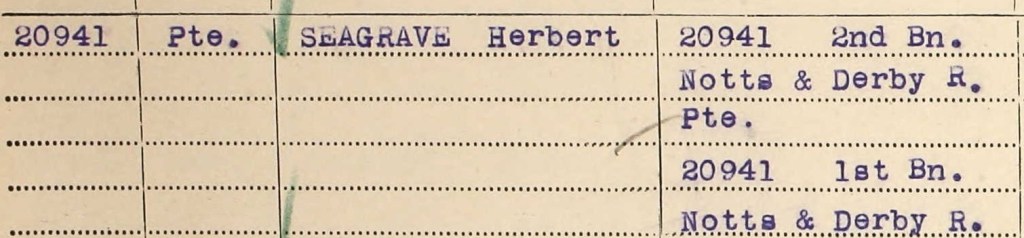 20941 Pte. SEAGRAVE Herbert 20941 2nd Bn.
Notts & Derby R.
Pte.
20941 1st Bn.
Notts & Derby R.